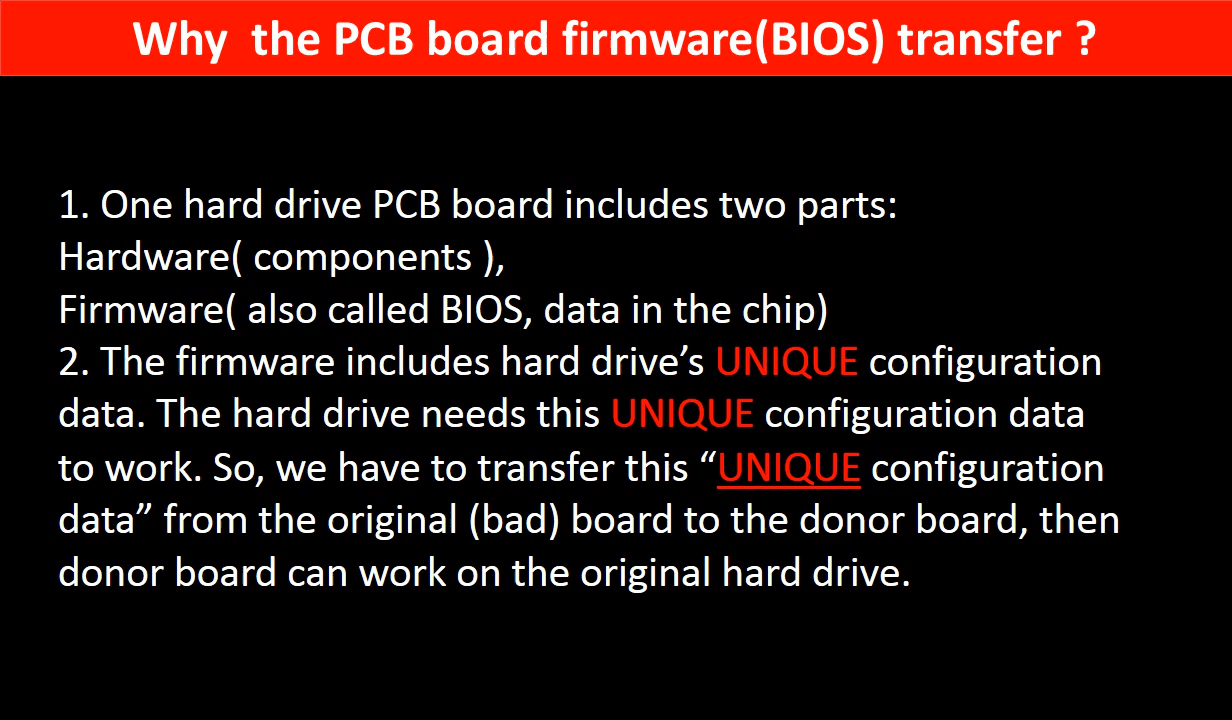 Why  the PCB board firmware(BIOS) transfer ?
1. One hard drive PCB board includes two parts:
Hardware( components ),
Firmware( also called BIOS, data in the chip)
2. The firmware includes hard drive’s UNIQUE configuration
data. The hard drive needs this UNIQUE configuration data
to work. So, we have to transfer this “UNIQUE configuration
data” from the original (bad) board to the donor board, then
donor board can work on the original hard drive.